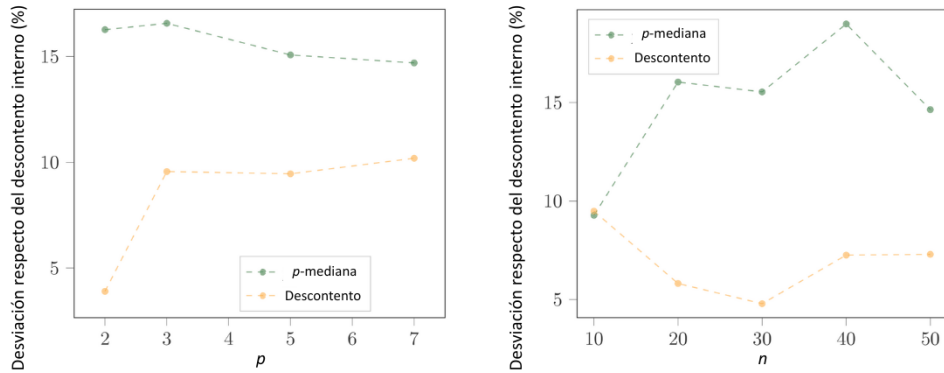 Desviación respecto del descontento interno (%)
15
10
5
p-mediana
Descontento
2 3 4 5 6 7
p
Desviación respecto del descontento interno (%)
p-mediana
Descontento
15
10
5
10 20 30 40 50
n